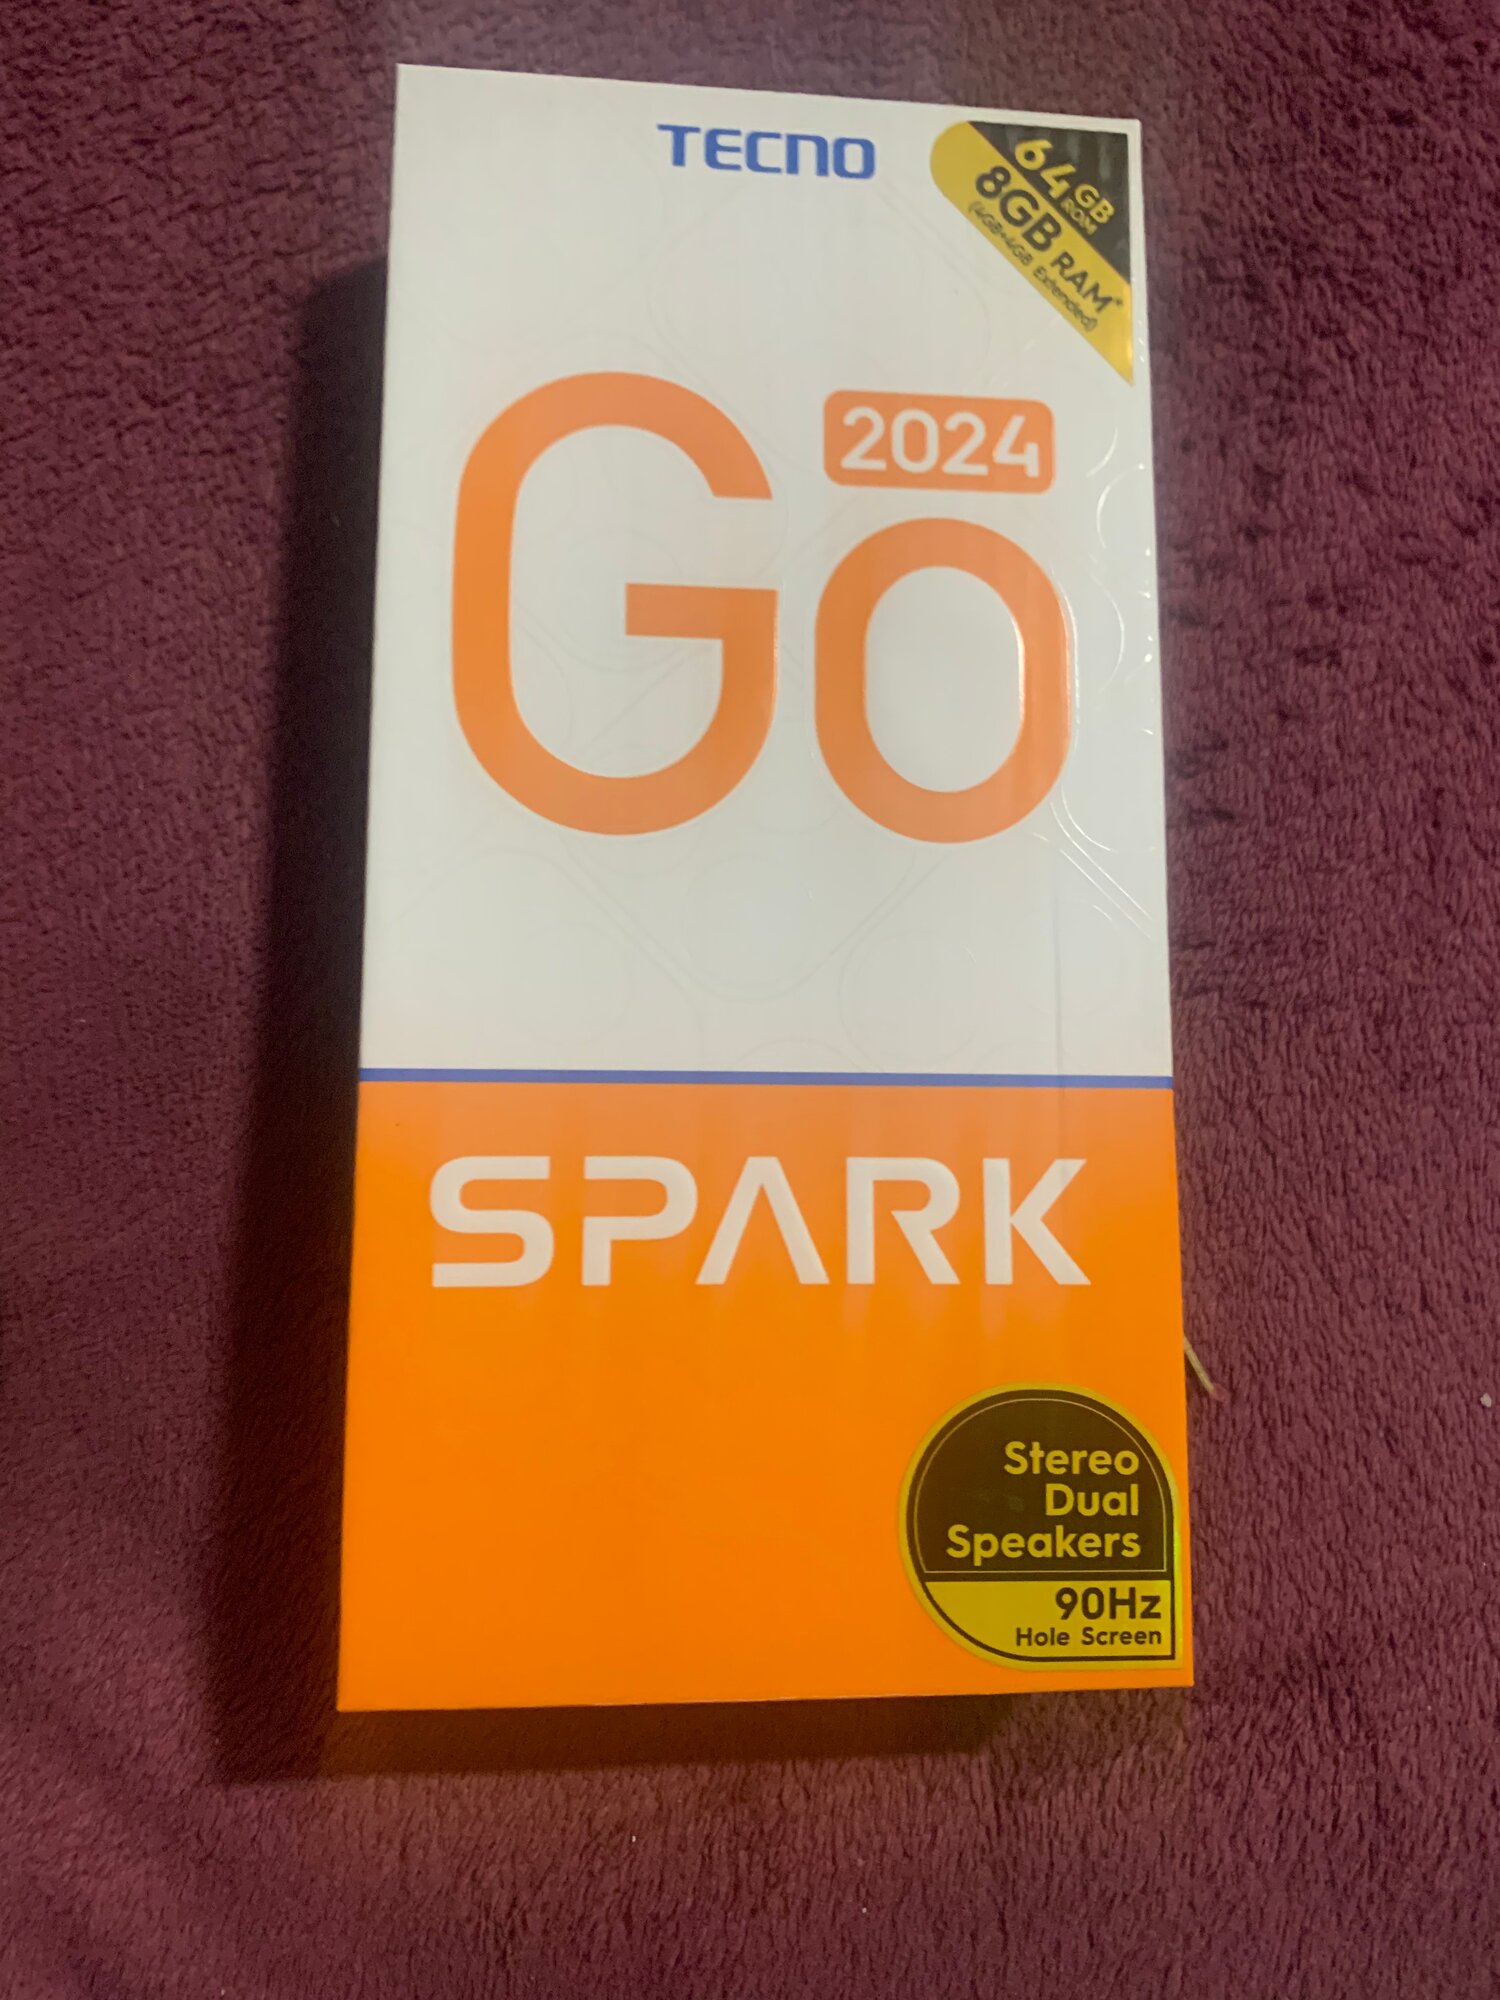 TECNO
64GB
ROM
8GB RAM*
(4GB+4GB Extended)
2024
Go
SPARK
Stereo
Dual
Speakers
90Hz
Hole Screen